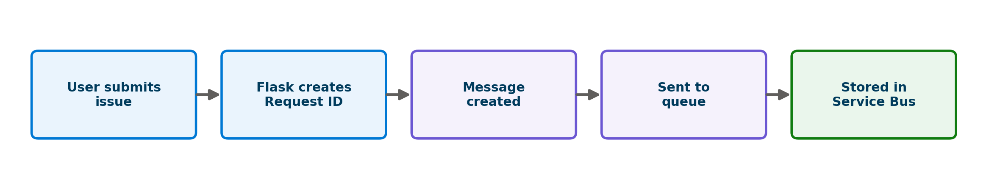 User submits
issue
Flask creates
Request ID
Message
created
Sent to
queue
Stored in
Service Bus